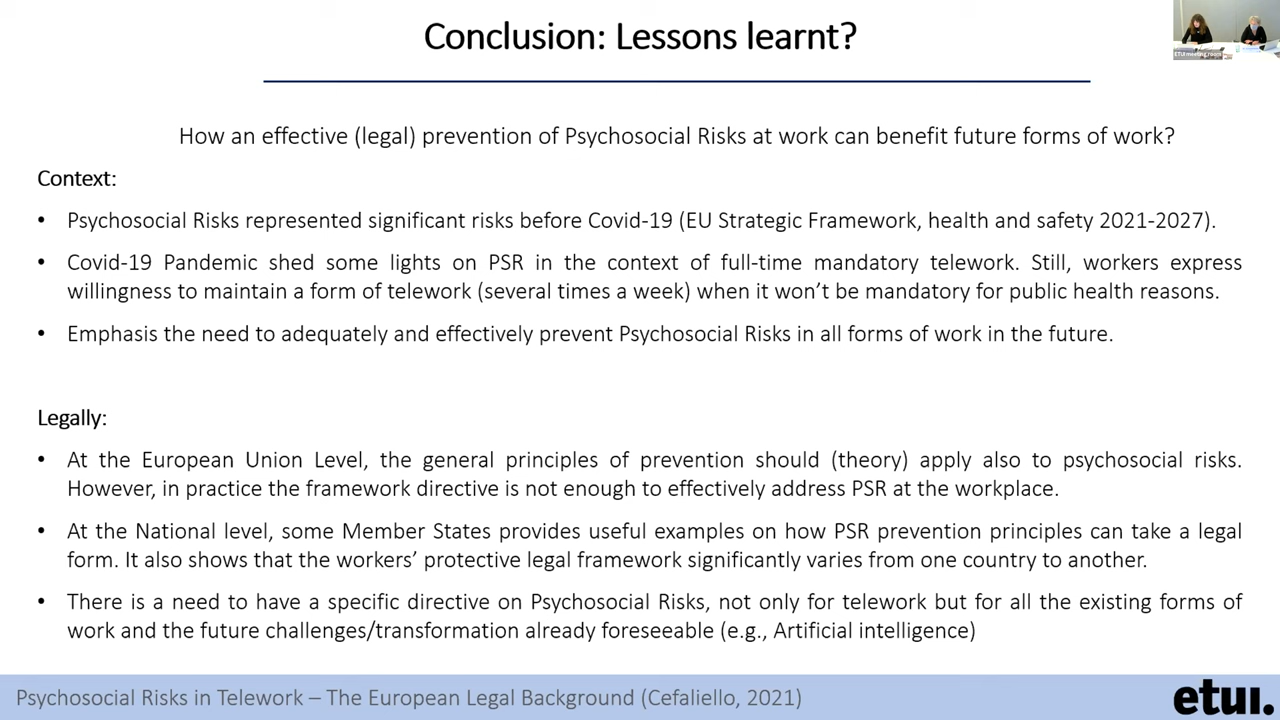 Conclusion: Lessons learnt?
ETUI meeting room
How an effective (legal) prevention of Psychosocial Risks at work can benefit future forms of work?
Context:
• Psychosocial Risks represented significant risks before Covid-19 (EU Strategic Framework, health and safety 2021-2027).
• Covid-19 Pandemic shed some lights on PSR in the context of full-time mandatory telework. Still, workers express
willingness to maintain a form of telework (several times a week) when it won't be mandatory for public health reasons.
• Emphasis the need to adequately and effectively prevent Psychosocial Risks in all forms of work in the future.
Legally:
• At the European Union Level, the general principles of prevention should (theory) apply also to psychosocial risks.
However, in practice the framework directive is not enough to effectively address PSR at the workplace.
• At the National level, some Member States provides useful examples on how PSR prevention principles can take a legal
form. It also shows that the workers' protective legal framework significantly varies from one country to another.
• There is a need to have a specific directive on Psychosocial Risks, not only for telework but for all the existing forms of
work and the future challenges/transformation already foreseeable (e.g., Artificial intelligence)
Psychosocial Risks in Telework – The European Legal Background (Cefaliello, 2021)
etui.